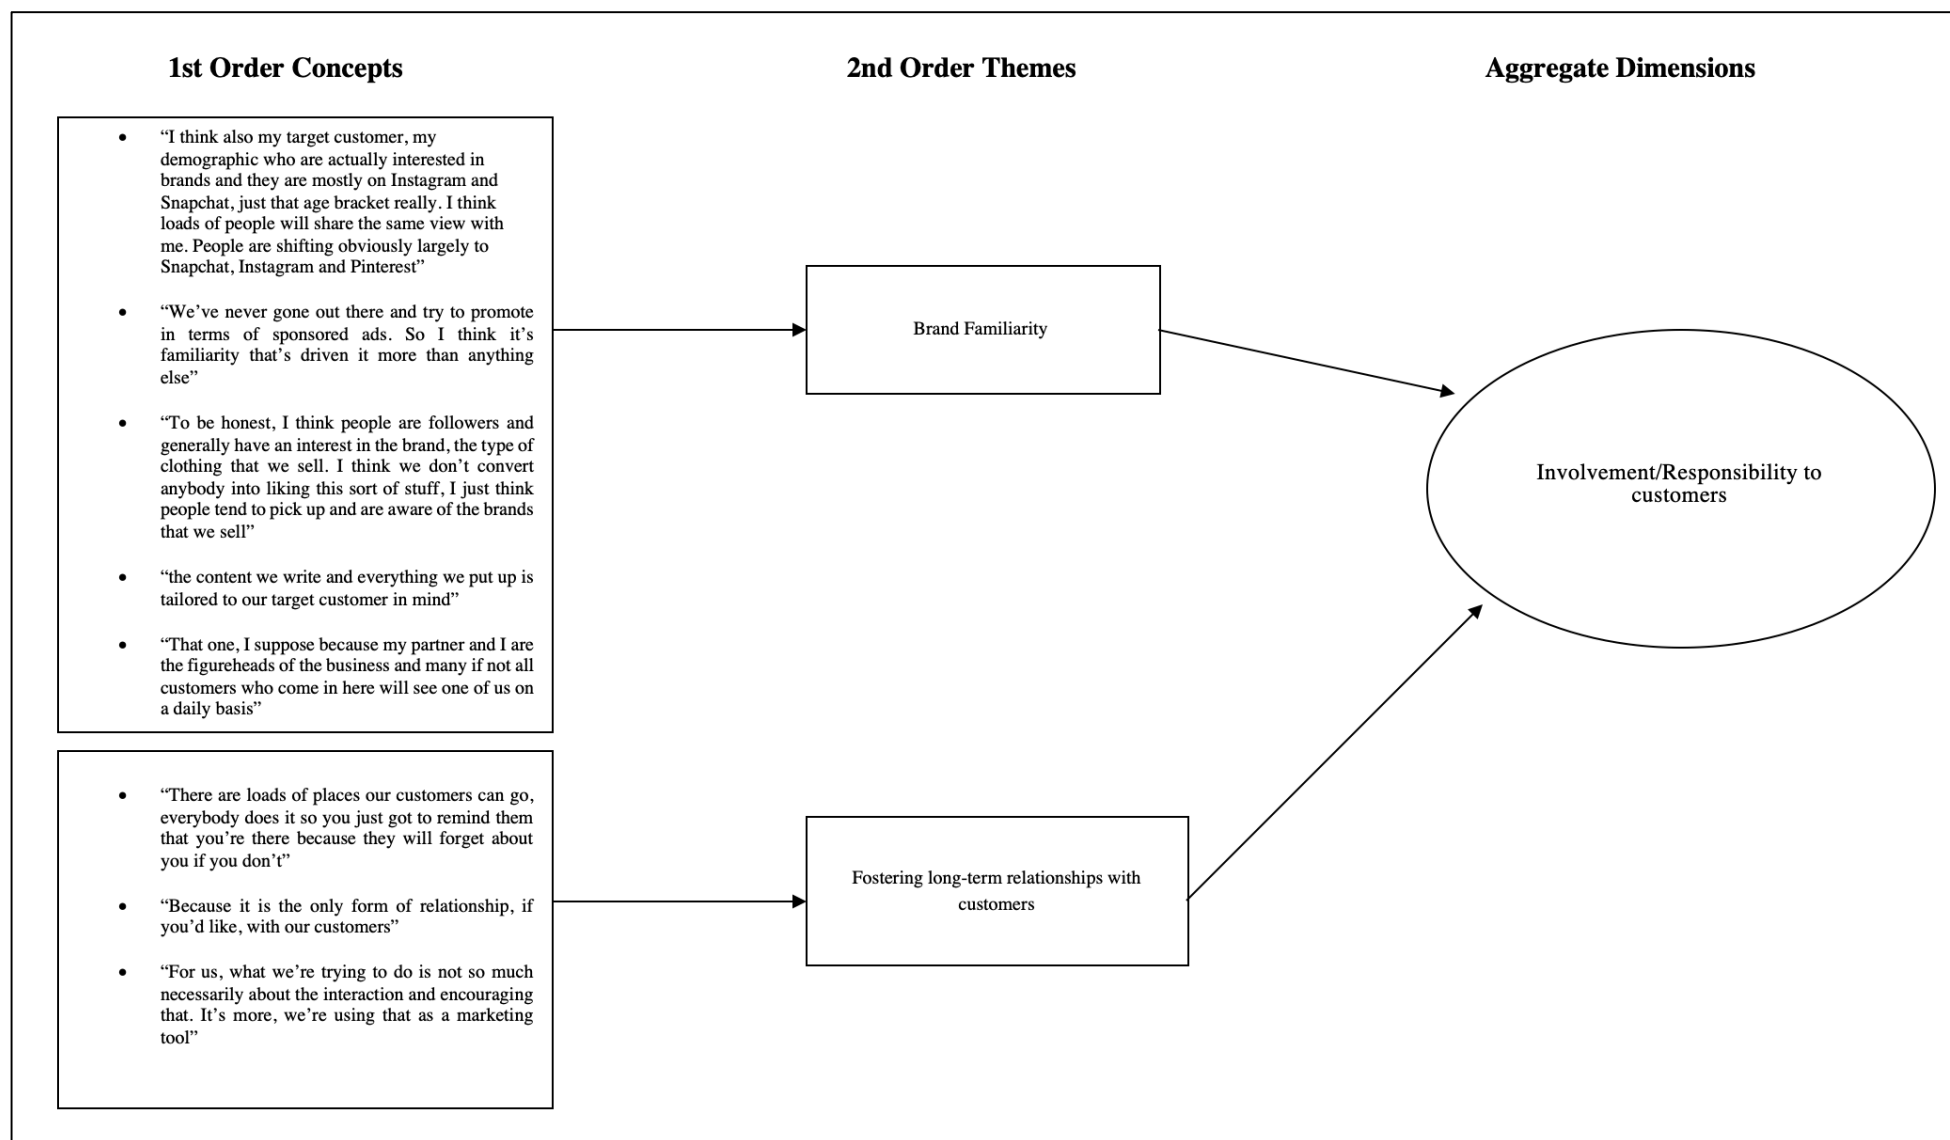 1st Order Concepts
2nd Order Themes
Aggregate Dimensions
• “I think also my target customer, my
demographic who are actually interested in
brands and they are mostly on Instagram and
Snapchat, just that age bracket really. I think
loads of people will share the same view with
me. People are shifting obviously largely to
Snapchat, Instagram and Pinterest”
• “We’ve never gone out there and try to promote
in terms of sponsored ads. So I think it’s
familiarity that’s driven it more than anything
else”
• “To be honest, I think people are followers and
generally have an interest in the brand, the type of
clothing that we sell. I think we don’t convert
anybody into liking this sort of stuff, I just think
people tend to pick up and are aware of the brands
that we sell”
• “the content we write and everything we put up is
tailored to our target customer in mind”
• “That one, I suppose because my partner and I are
the figureheads of the business and many if not all
customers who come in here will see one of us on
a daily basis”
Brand Familiarity
Involvement/Responsibility to
customers
• “There are loads of places our customers can go,
everybody does it so you just got to remind them
that you’re there because they will forget about
you if you don’t”
• “Because it is the only form of relationship, if
you’d like, with our customers”
• “For us, what we’re trying to do is not so much
necessarily about the interaction and encouraging
that. It’s more, we’re using that as a marketing
tool”
Fostering long-term relationships with
customers